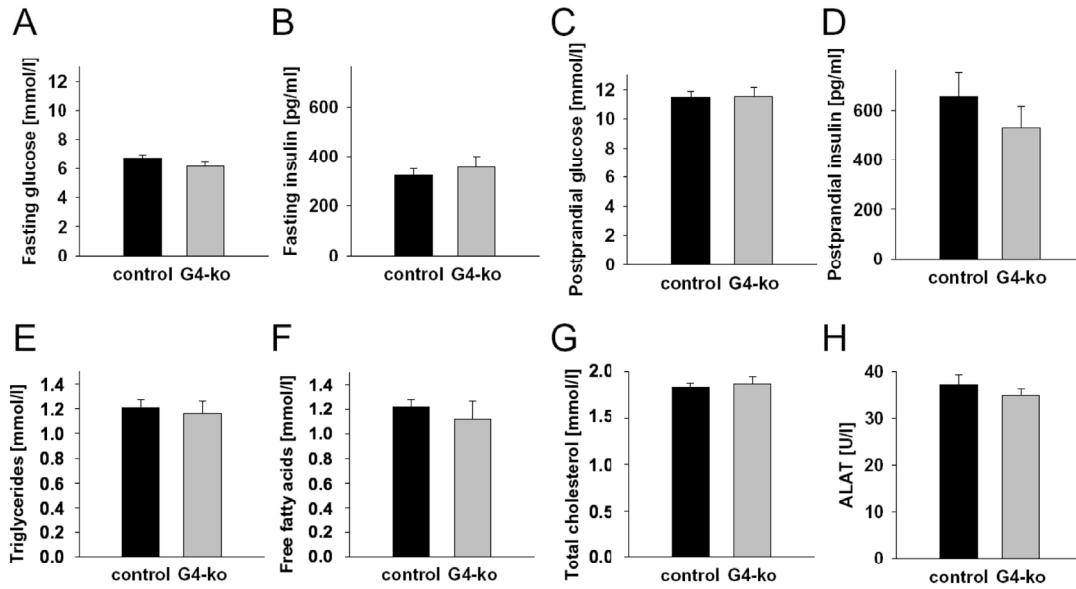 A
Fasting glucose [mmol/l]
12
10
8
6
4
2
0
control G4-ko
B
Fasting insulin [pg/ml]
600
400
200
0
control G4-ko
C
Postprandial glucose [mmol/l]
12
10
8
6
4
2
0
control G4-ko
D
Postprandial insulin [pg/ml]
600
400
200
0
control G4-ko
E
Triglycerides [mmol/l]
1.4
1.2
1.0
0.8
0.6
0.4
0.2
0.0
control G4-ko
F
Free fatty acids [mmol/l]
1.4
1.2
1.0
0.8
0.6
0.4
0.2
0.0
control G4-ko
G
Total cholesterol [mmol/l]
2.0
1.5
1.0
0.5
0.0
control G4-ko
H
ALAT [U/l]
40
30
20
10
0
control G4-ko